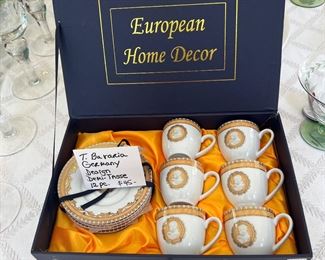 European
Home Decor
T. Bavaria
Germany
Design
Demi-Tasse
12 pc. $45-